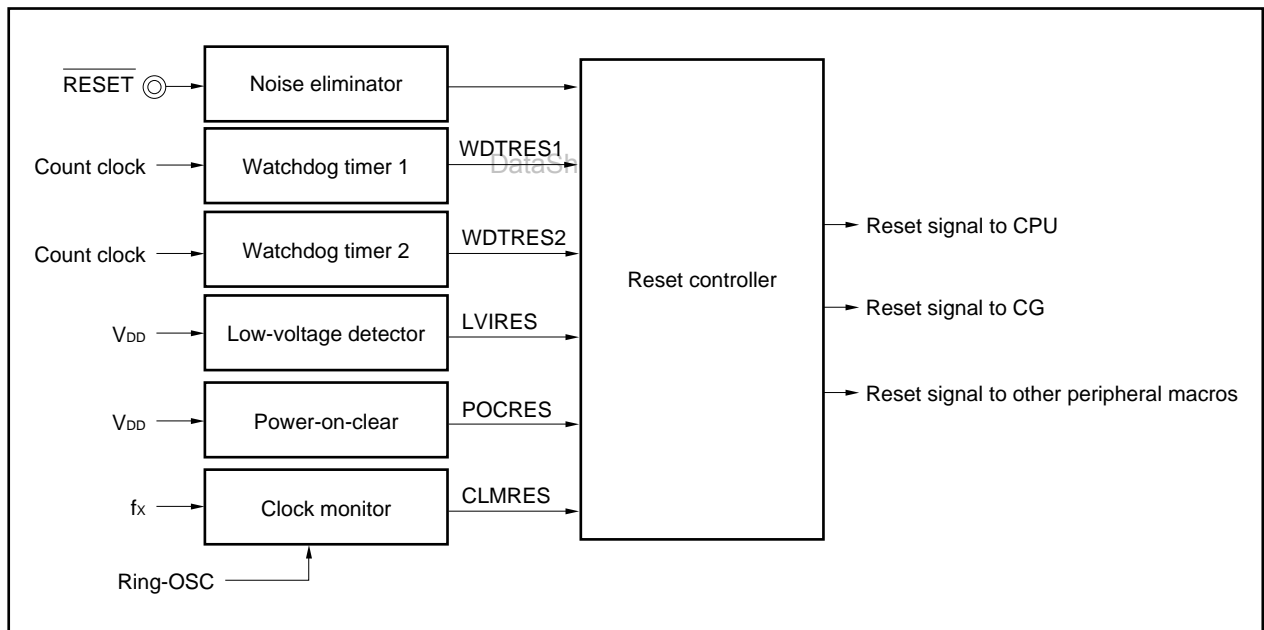 RESET
Noise eliminator
Count clock
Watchdog timer 1
WDTRES1
DataSh
Count clock
Watchdog timer 2
WDTRES2
VDD
Low-voltage detector
LVIRES
VDD
Power-on-clear
POCRES
fx
Clock monitor
CLMRES
Ring-OSC
Reset controller
Reset signal to CPU
Reset signal to CG
Reset signal to other peripheral macros